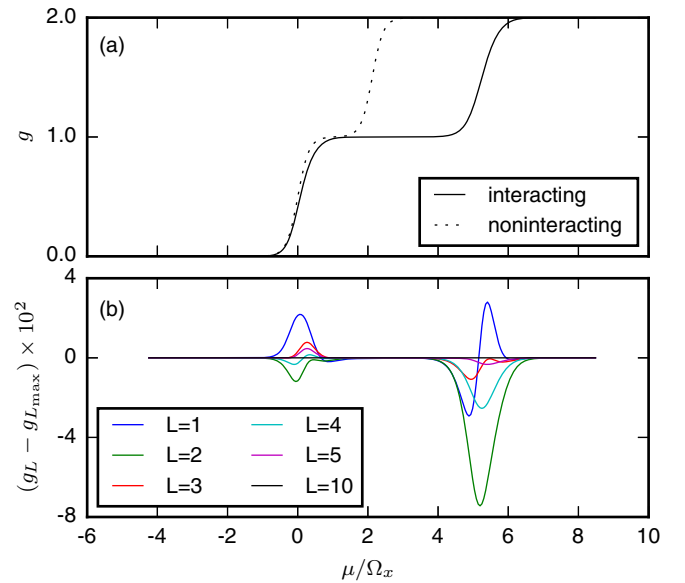 2.0
(a)
1.0
g
interacting
noninteracting
0.0
4
(b)
0
(g_L − g_{L_max}) × 10^2
L=1 L=4
-4
L=2 L=5
L=3 L=10
-8
-6 -4 -2 0 2 4 6 8 10
μ/Ω_x